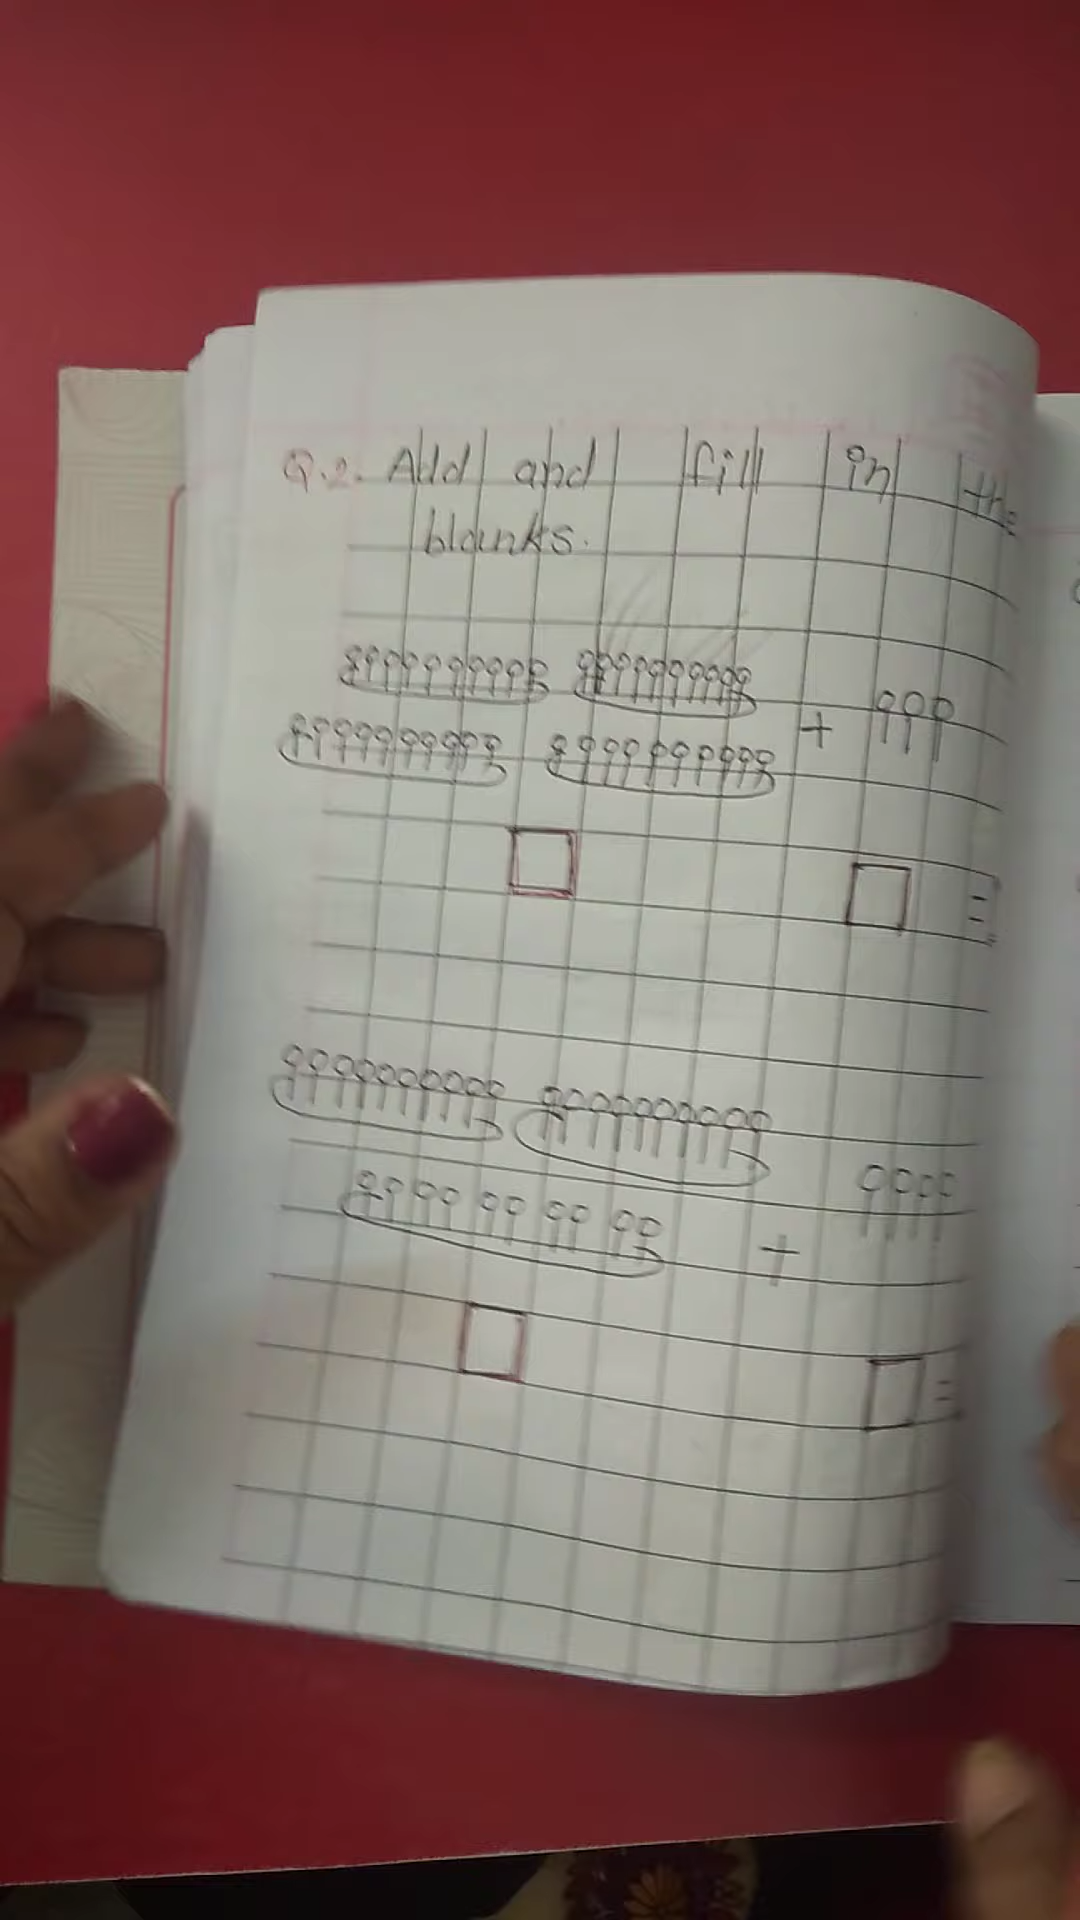 Q.2. Add and fill in the
blanks.
+
=
+
=